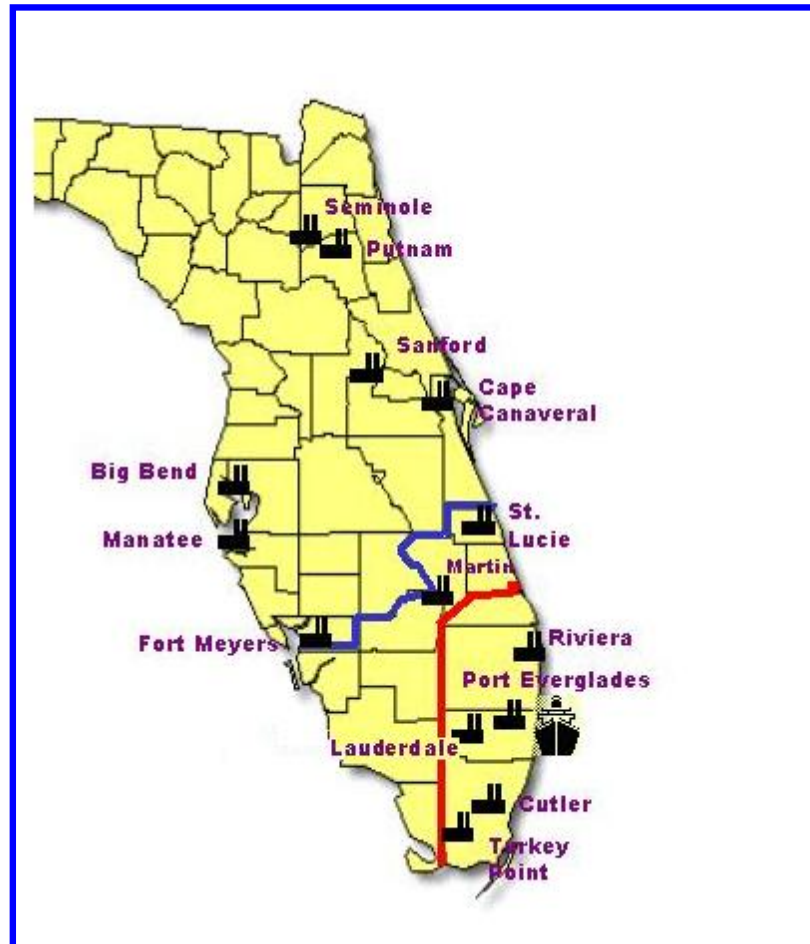 Seminole
Putnam
Sanford
Cape
Canaveral
Big Bend
St.
Lucie
Manatee
Martin
Fort Meyers
Riviera
Port Everglades
Lauderdale
Cutler
Turkey
Point